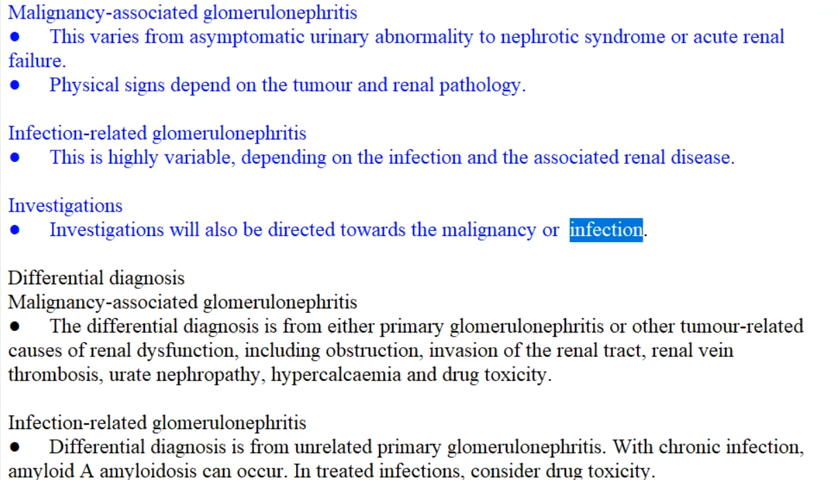 Malignancy-associated glomerulonephritis
● This varies from asymptomatic urinary abnormality to nephrotic syndrome or acute renal
failure.
● Physical signs depend on the tumour and renal pathology.
Infection-related glomerulonephritis
● This is highly variable, depending on the infection and the associated renal disease.
Investigations
● Investigations will also be directed towards the malignancy or infection.
Differential diagnosis
Malignancy-associated glomerulonephritis
● The differential diagnosis is from either primary glomerulonephritis or other tumour-related
causes of renal dysfunction, including obstruction, invasion of the renal tract, renal vein
thrombosis, urate nephropathy, hypercalcaemia and drug toxicity.
Infection-related glomerulonephritis
● Differential diagnosis is from unrelated primary glomerulonephritis. With chronic infection,
amyloid A amyloidosis can occur. In treated infections, consider drug toxicity.